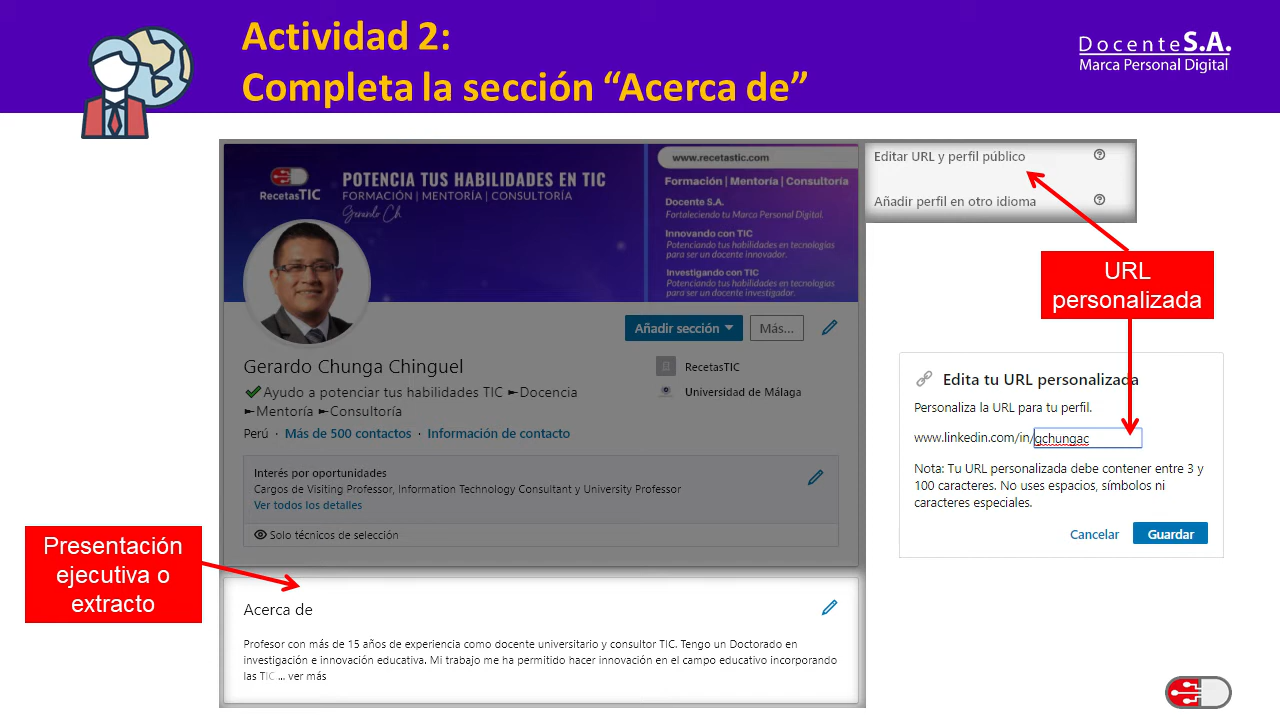 Actividad 2:
Completa la sección “Acerca de”
DocenteS.A.
Marca Personal Digital
RecetasTIC
POTENCIA TUS HABILIDADES EN TIC
FORMACIÓN | MENTORÍA | CONSULTORÍA
Gerardo Ch
www.recetastic.com
Formación | Mentoría | Consultoría
Docente S.A.
Fortaleciendo tu Marca Personal Digital.
Innovando con TIC
Potenciando tus habilidades en tecnologías
para ser un docente innovador.
Investigando con TIC
Potenciando tus habilidades en tecnologías
para ser un docente investigador.
Editar URL y perfil público
Añadir perfil en otro idioma
URL
personalizada
Añadir sección
Más...
Gerardo Chunga Chinguel
✔Ayudo a potenciar tus habilidades TIC ►Docencia
►Mentoría ►Consultoría
Perú · Más de 500 contactos · Información de contacto
RecetasTIC
Universidad de Málaga
Interés por oportunidades
Cargos de Visiting Professor, Information Technology Consultant y University Professor
Ver todos los detalles
Solo técnicos de selección
Edita tu URL personalizada
Personaliza la URL para tu perfil.
www.linkedin.com/in/gchungac
Nota: Tu URL personalizada debe contener entre 3 y
100 caracteres. No uses espacios, símbolos ni
caracteres especiales.
Cancelar
Guardar
Presentación
ejecutiva o
extracto
Acerca de
Profesor con más de 15 años de experiencia como docente universitario y consultor TIC. Tengo un Doctorado en
investigación e innovación educativa. Mi trabajo me ha permitido hacer innovación en el campo educativo incorporando
las TIC ... ver más